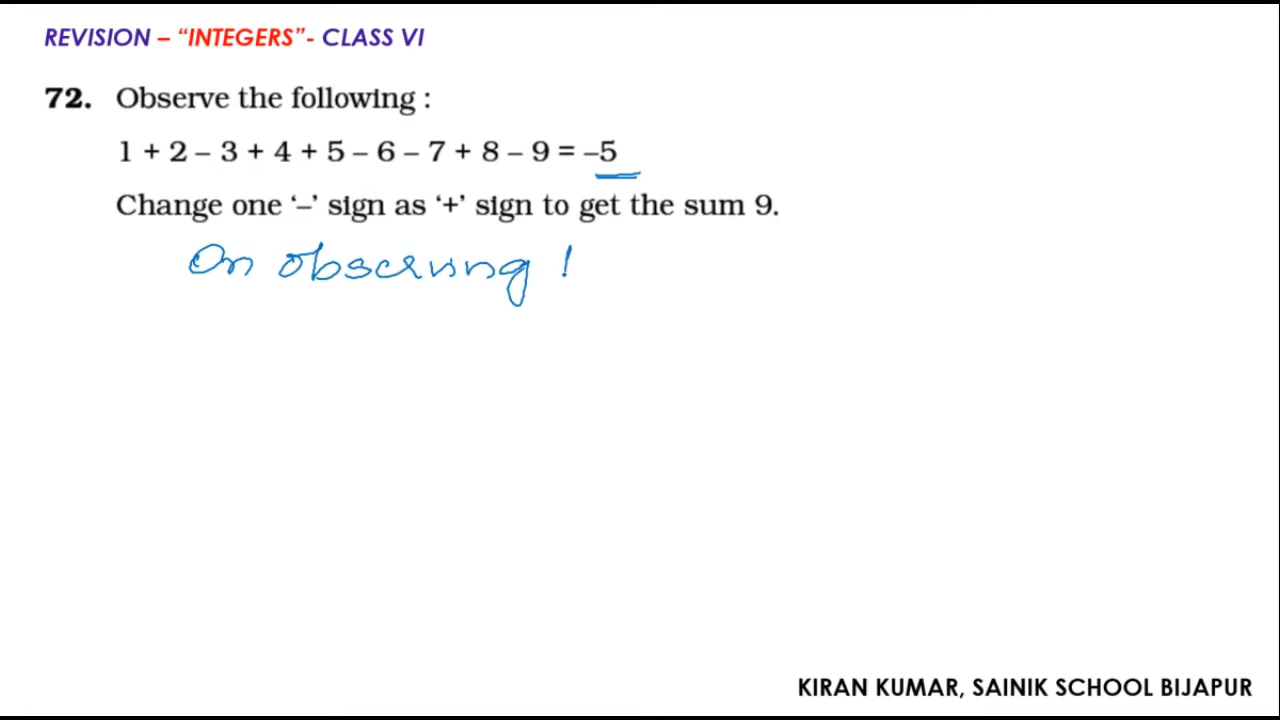 REVISION – “INTEGERS”- CLASS VI
72. Observe the following :
1 + 2 – 3 + 4 + 5 – 6 – 7 + 8 – 9 = –5
Change one ‘–’ sign as ‘+’ sign to get the sum 9.
On observing !
KIRAN KUMAR, SAINIK SCHOOL BIJAPUR